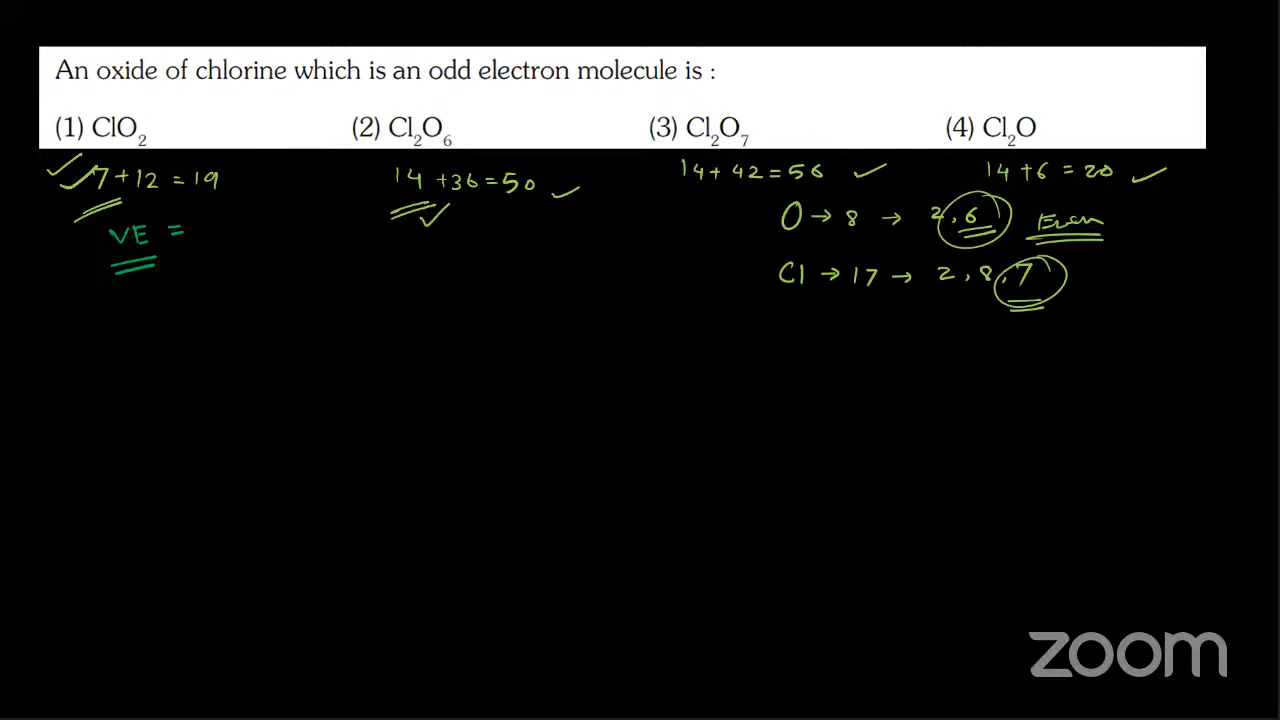 An oxide of chlorine which is an odd electron molecule is :
(1) ClO₂ (2) Cl₂O₆ (3) Cl₂O₇ (4) Cl₂O
7+12 = 19 14 +36=50 14+ 42=56 14 +6 = 20
VE =
O → 8 → 2,6 Even
Cl → 17 → 2,8,7
zoom